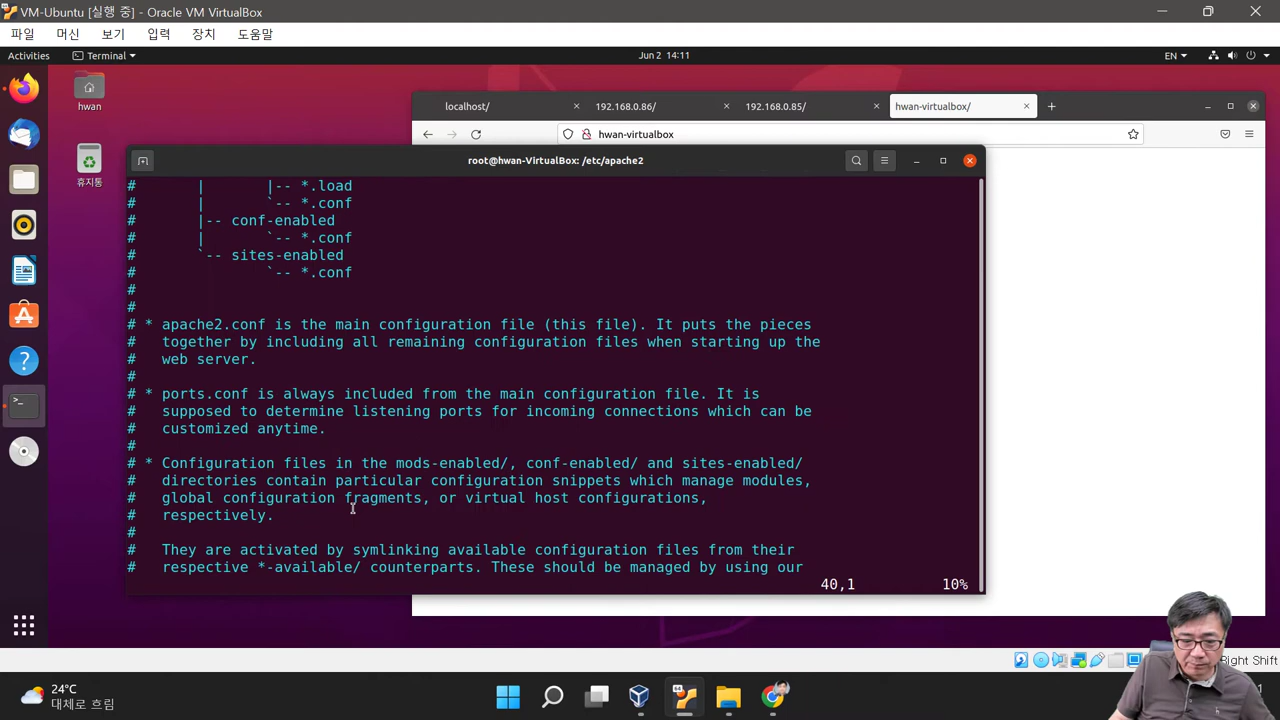 VM-Ubuntu [실행 중] - Oracle VM VirtualBox
파일 머신 보기 입력 장치 도움말
Activities Terminal Jun 2 14:11 EN
hwan
휴지통
localhost/ 192.168.0.86/ 192.168.0.85/ hwan-virtualbox/
hwan-virtualbox
root@hwan-VirtualBox: /etc/apache2
# | |-- *.load
# | `-- *.conf
# |-- conf-enabled
# | `-- *.conf
# `-- sites-enabled
# `-- *.conf
#
#
# * apache2.conf is the main configuration file (this file). It puts the pieces
# together by including all remaining configuration files when starting up the
# web server.
#
# * ports.conf is always included from the main configuration file. It is
# supposed to determine listening ports for incoming connections which can be
# customized anytime.
#
# * Configuration files in the mods-enabled/, conf-enabled/ and sites-enabled/
# directories contain particular configuration snippets which manage modules,
# global configuration fragments, or virtual host configurations,
# respectively.
#
# They are activated by symlinking available configuration files from their
# respective *-available/ counterparts. These should be managed by using our
40,1 10%
Right Shift
24°C
대체로 흐림